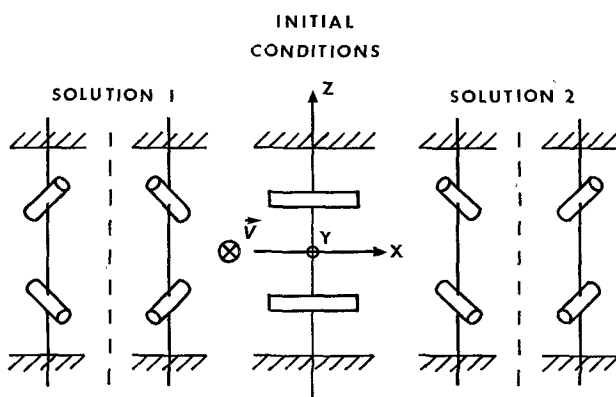 INITIAL
CONDITIONS
SOLUTION 1
Z
SOLUTION 2
V
Y
X